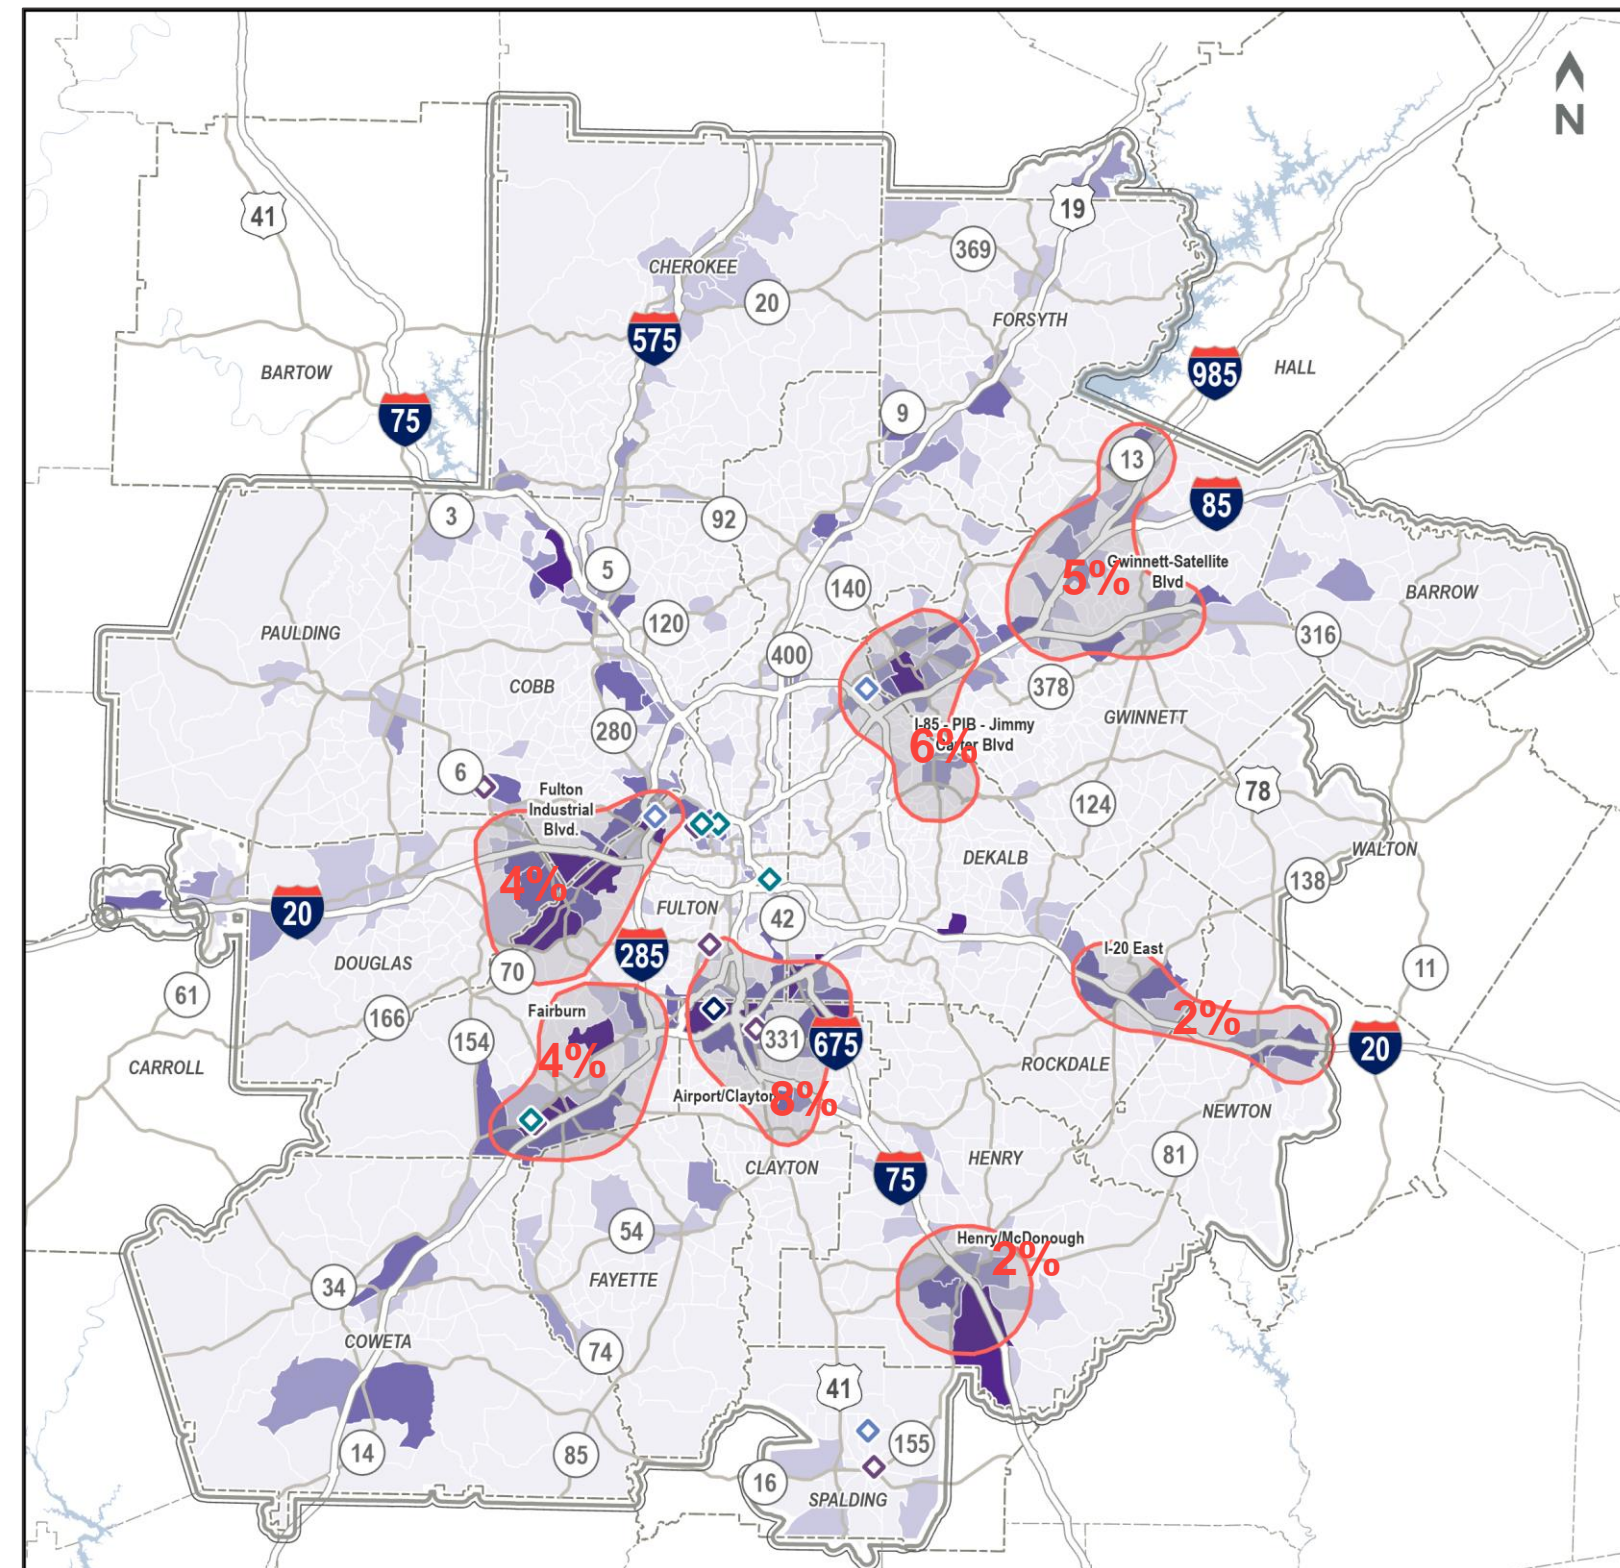 N
41
19
369
CHEROKEE
20
FORSYTH
575
HALL
985
BARTOW
75
9
13
3
92
85
5
Gwinnett-Satellite
Blvd
5%
140
BARROW
120
PAULDING
316
400
COBB
378
GWINNETT
280
I-85 - PIB - Jimmy
Carter Blvd
6%
6
Fulton
Industrial
Blvd.
78
124
WALTON
DEKALB
138
4%
20
FULTON
42
285
I-20 East
DOUGLAS
70
11
61
Fairburn
166
2%
154
331
675
20
4%
CARROLL
ROCKDALE
Airport/Clayton
8%
NEWTON
81
HENRY
CLAYTON
75
54
Henry/McDonough
2%
FAYETTE
34
COWETA
74
41
155
14
85
16
SPALDING